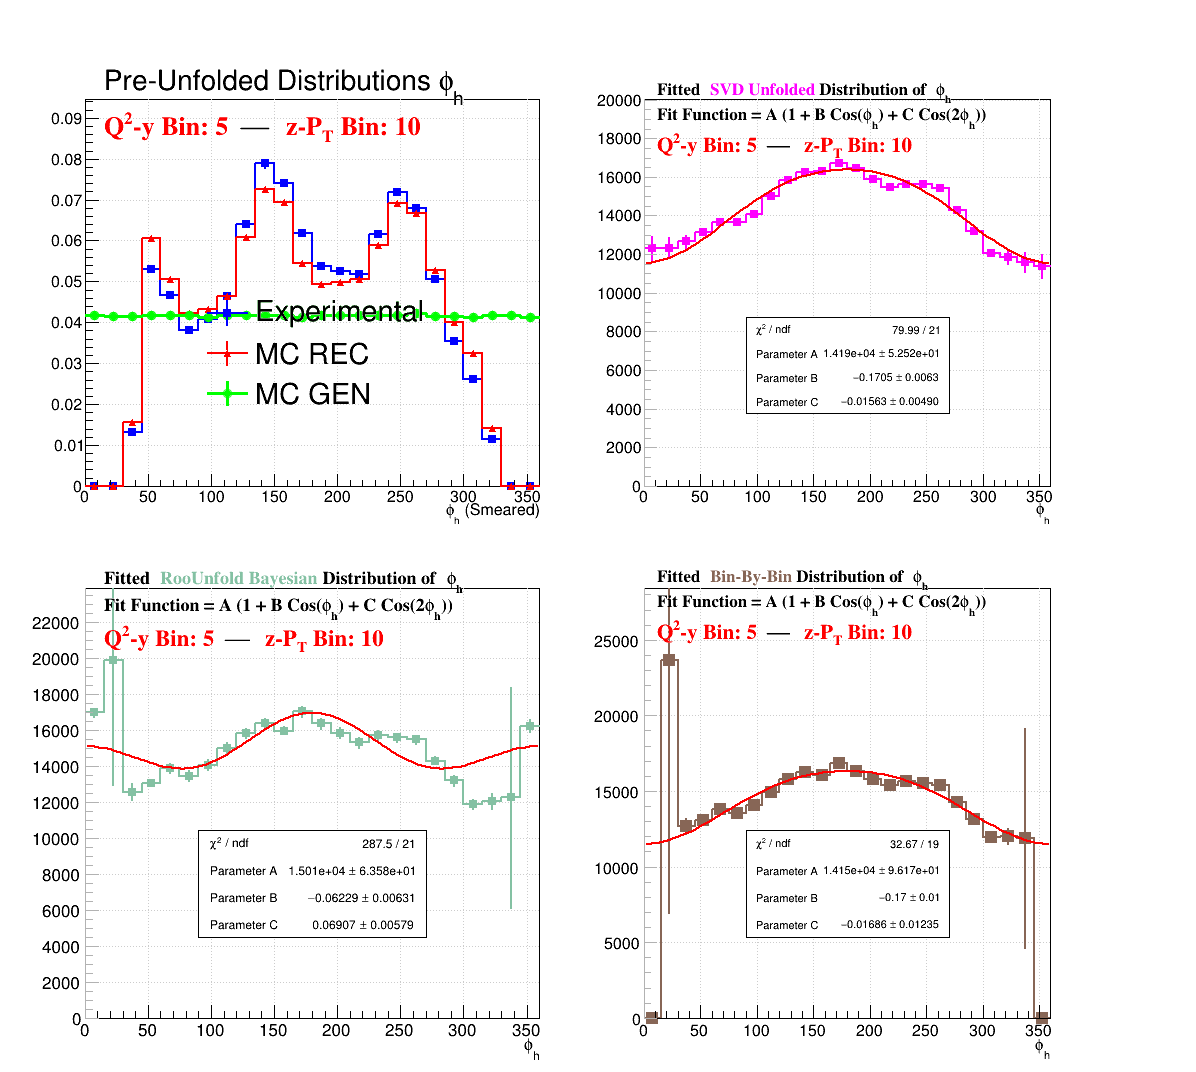 Pre-Unfolded Distributions ϕh
Q²-y Bin: 5 — z-PT Bin: 10
0.09
0.08
0.07
0.06
0.05
0.04
0.03
0.02
0.01
0
Experimental
MC REC
MC GEN
0 50 100 150 200 250 300 350
ϕh (Smeared)
Fitted SVD Unfolded Distribution of ϕh
Fit Function = A (1 + B Cos(ϕh) + C Cos(2ϕh))
Q²-y Bin: 5 — z-PT Bin: 10
20000
18000
16000
14000
12000
10000
8000
6000
4000
2000
0
χ² / ndf 79.99 / 21
Parameter A 1.419e+04 ± 5.252e+01
Parameter B −0.1705 ± 0.0063
Parameter C −0.01563 ± 0.00490
0 50 100 150 200 250 300 350
ϕh
Fitted RooUnfold Bayesian Distribution of ϕh
Fit Function = A (1 + B Cos(ϕh) + C Cos(2ϕh))
Q²-y Bin: 5 — z-PT Bin: 10
22000
20000
18000
16000
14000
12000
10000
8000
6000
4000
2000
0
χ² / ndf 287.5 / 21
Parameter A 1.501e+04 ± 6.358e+01
Parameter B −0.06229 ± 0.00631
Parameter C 0.06907 ± 0.00579
0 50 100 150 200 250 300 350
ϕh
Fitted Bin-By-Bin Distribution of ϕh
Fit Function = A (1 + B Cos(ϕh) + C Cos(2ϕh))
Q²-y Bin: 5 — z-PT Bin: 10
25000
20000
15000
10000
5000
0
χ² / ndf 32.67 / 19
Parameter A 1.415e+04 ± 9.617e+01
Parameter B −0.17 ± 0.01
Parameter C −0.01686 ± 0.01235
0 50 100 150 200 250 300 350
ϕh